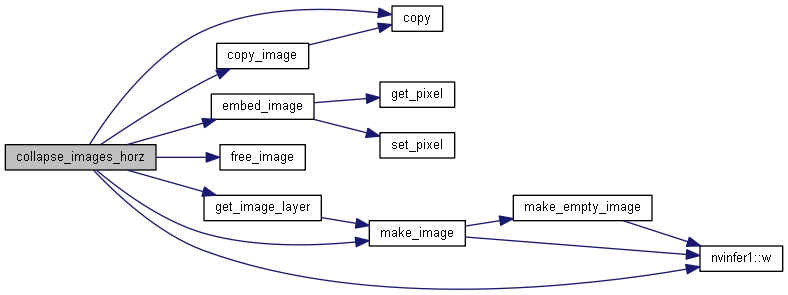 copy
copy_image
get_pixel
embed_image
set_pixel
collapse_images_horz
free_image
get_image_layer
make_empty_image
make_image
nvinfer1::w